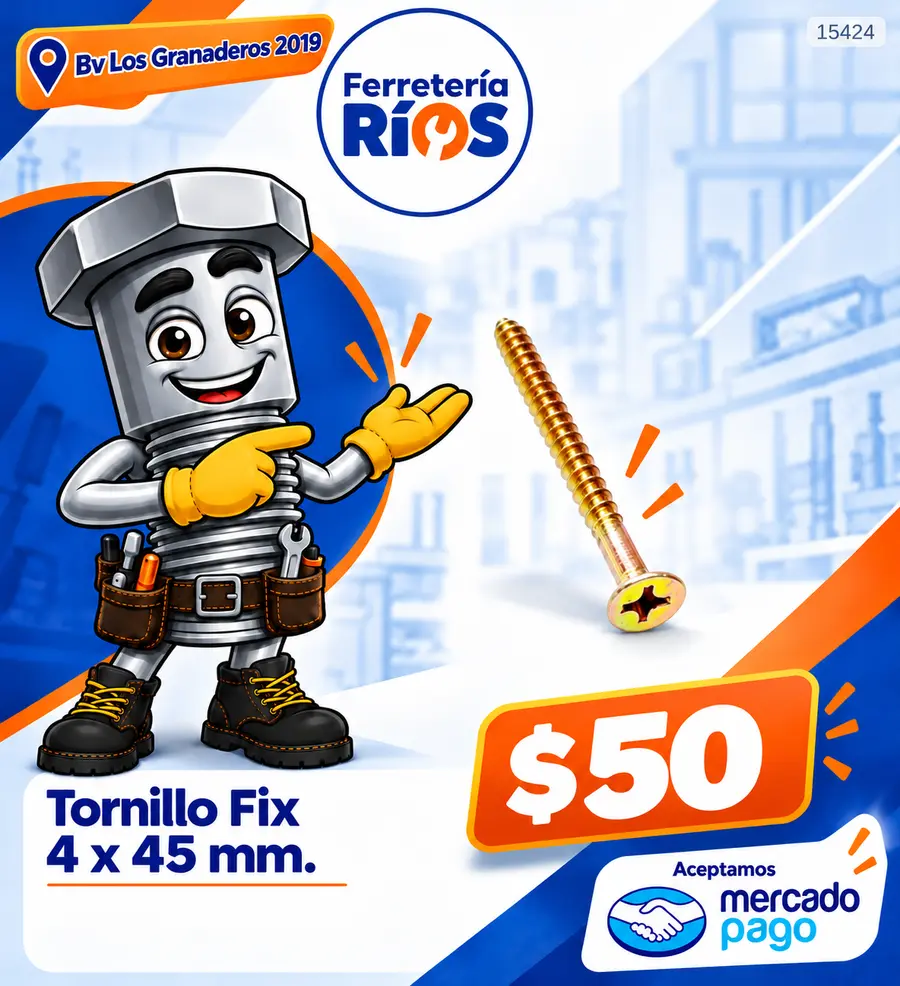 Bv Los Granaderos 2019
15424
Ferretería
RÍOS
$50
Tornillo Fix
4 x 45 mm.
Aceptamos
mercado
pago